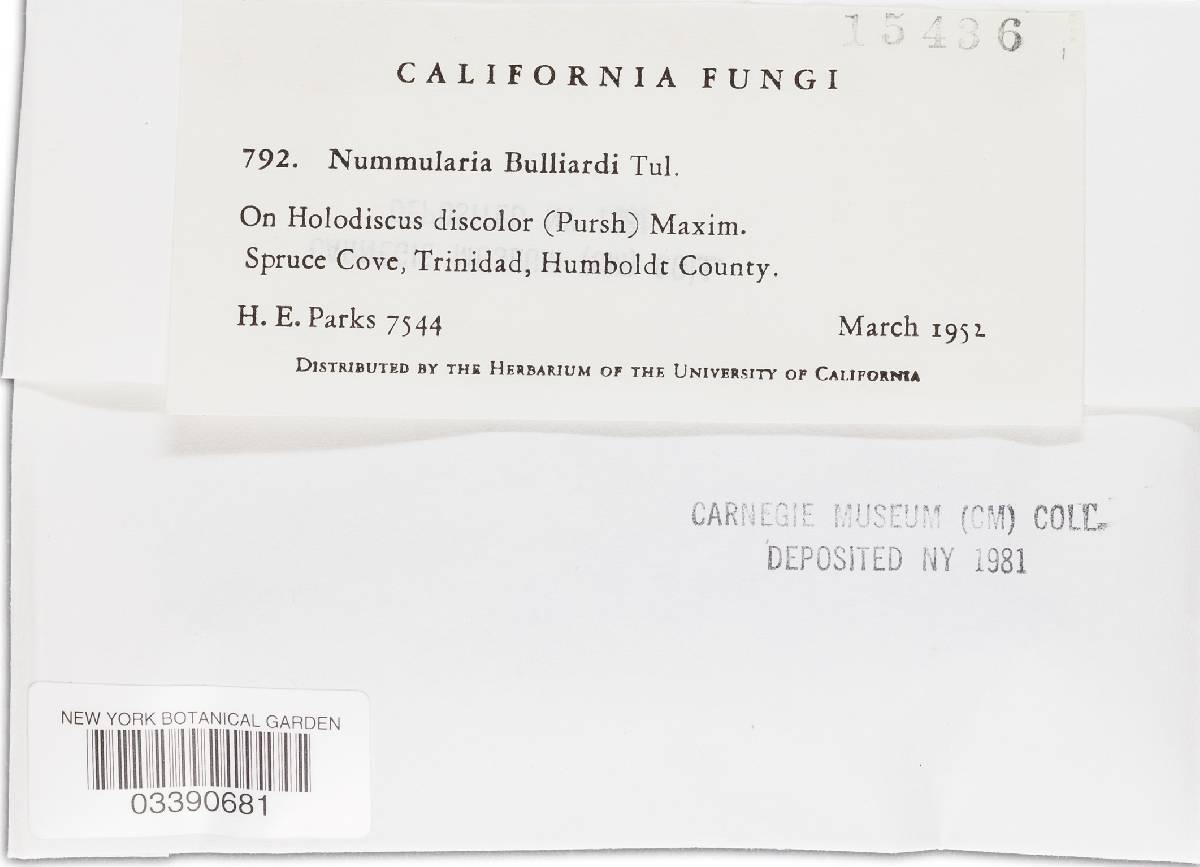 15436
CALIFORNIA FUNGI
792. Nummularia Bulliardi Tul.
On Holodiscus discolor (Pursh) Maxim.
Spruce Cove, Trinidad, Humboldt County.
H. E. Parks 7544 March 1952
DISTRIBUTED BY THE HERBARIUM OF THE UNIVERSITY OF CALIFORNIA
CARNEGIE MUSEUM (CM) COLL.
DEPOSITED NY 1981
NEW YORK BOTANICAL GARDEN
03390681